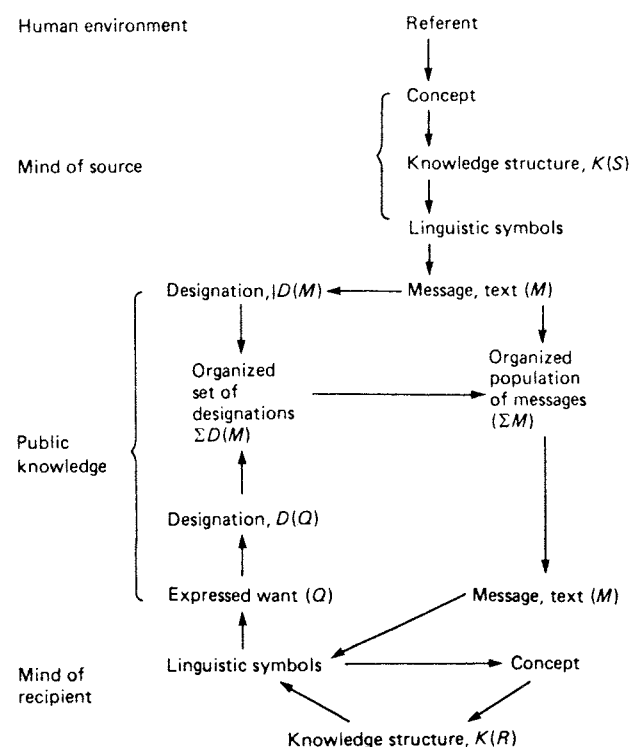 Human environment
Referent
Concept
Mind of source
Knowledge structure, K(S)
Linguistic symbols
Designation, |D(M)
Message, text (M)
Organized
set of
designations
ΣD(M)
Organized
population
of messages
(ΣM)
Public
knowledge
Designation, D(Q)
Expressed want (Q)
Message, text (M)
Mind of
recipient
Linguistic symbols
Concept
Knowledge structure, K(R)